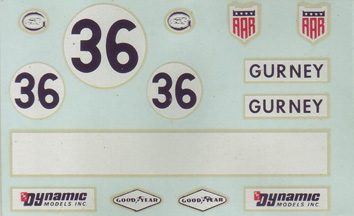 36
AAR
AAR
36
36
GURNEY
GURNEY
Dynamic
MODELS INC.
GOOD YEAR
GOOD YEAR
Dynamic
MODELS INC.